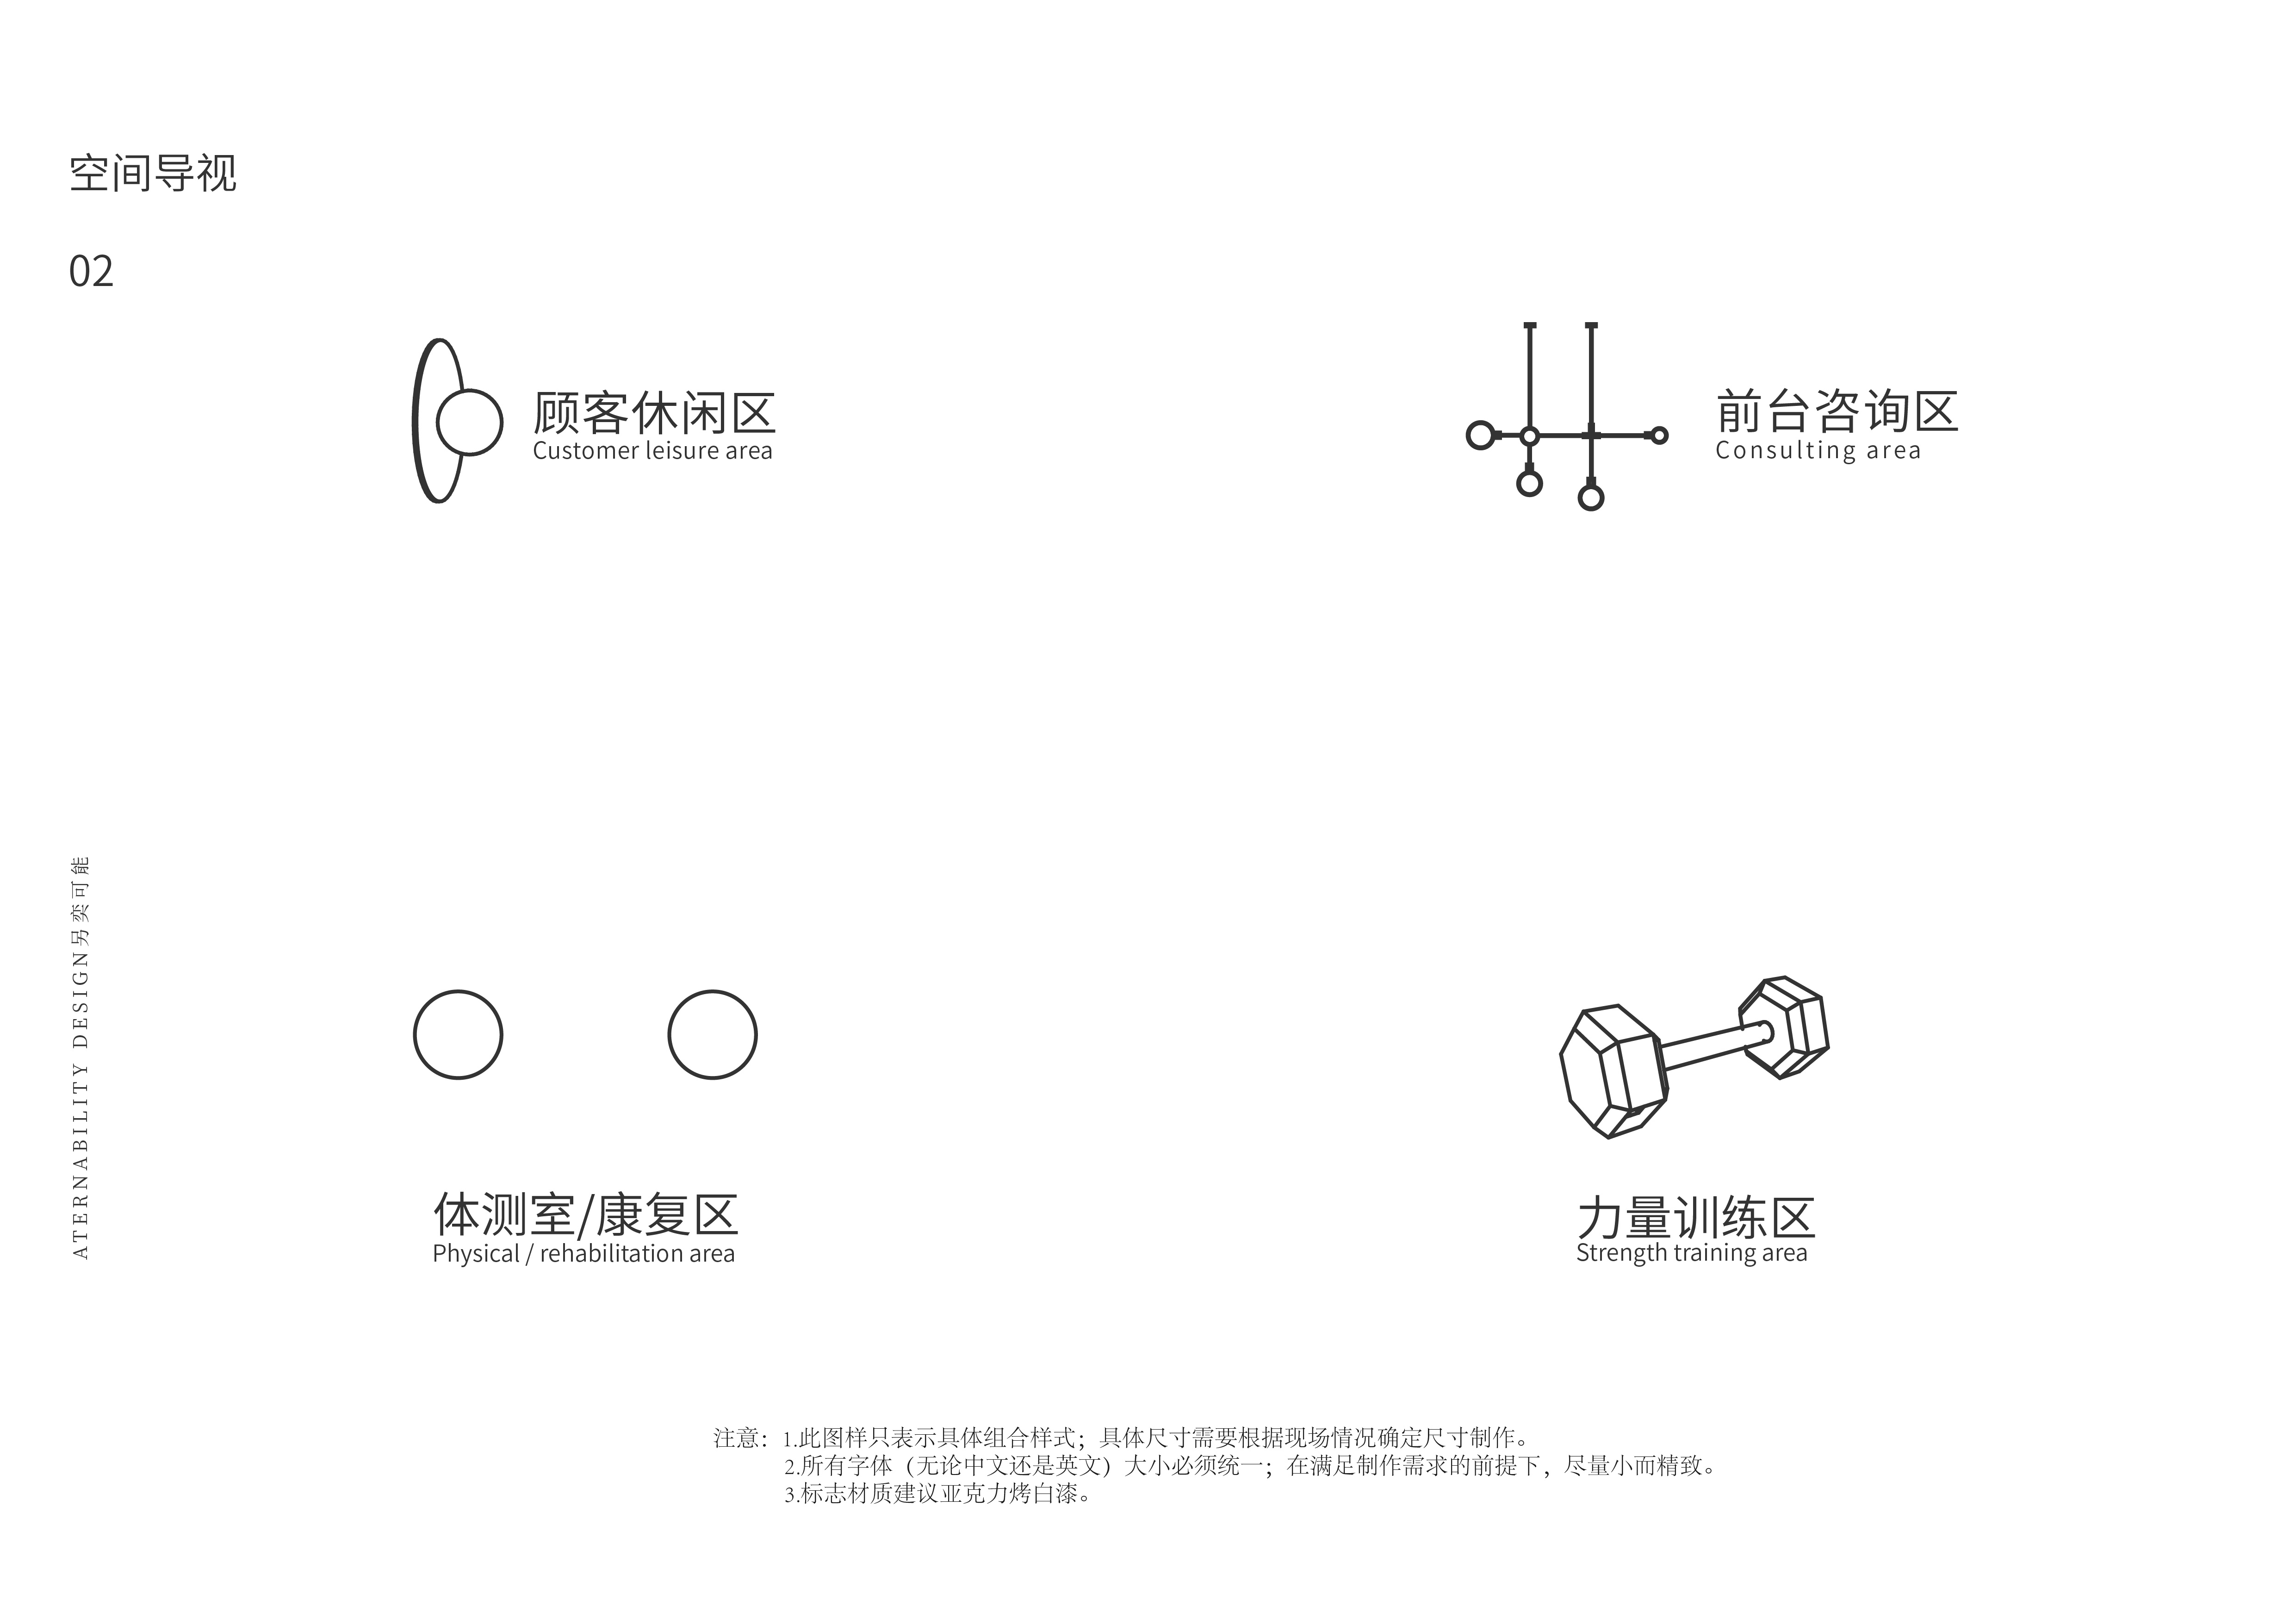 空间导视
02
顾客休闲区
Customer leisure area
前台咨询区
Consulting area
体测室/康复区
Physical / rehabilitation area
力量训练区
Strength training area
ATERNABILITY DESIGN另奕可能
注意：1.此图样只表示具体组合样式；具体尺寸需要根据现场情况确定尺寸制作。
2.所有字体（无论中文还是英文）大小必须统一；在满足制作需求的前提下，尽量小而精致。
3.标志材质建议亚克力烤白漆。